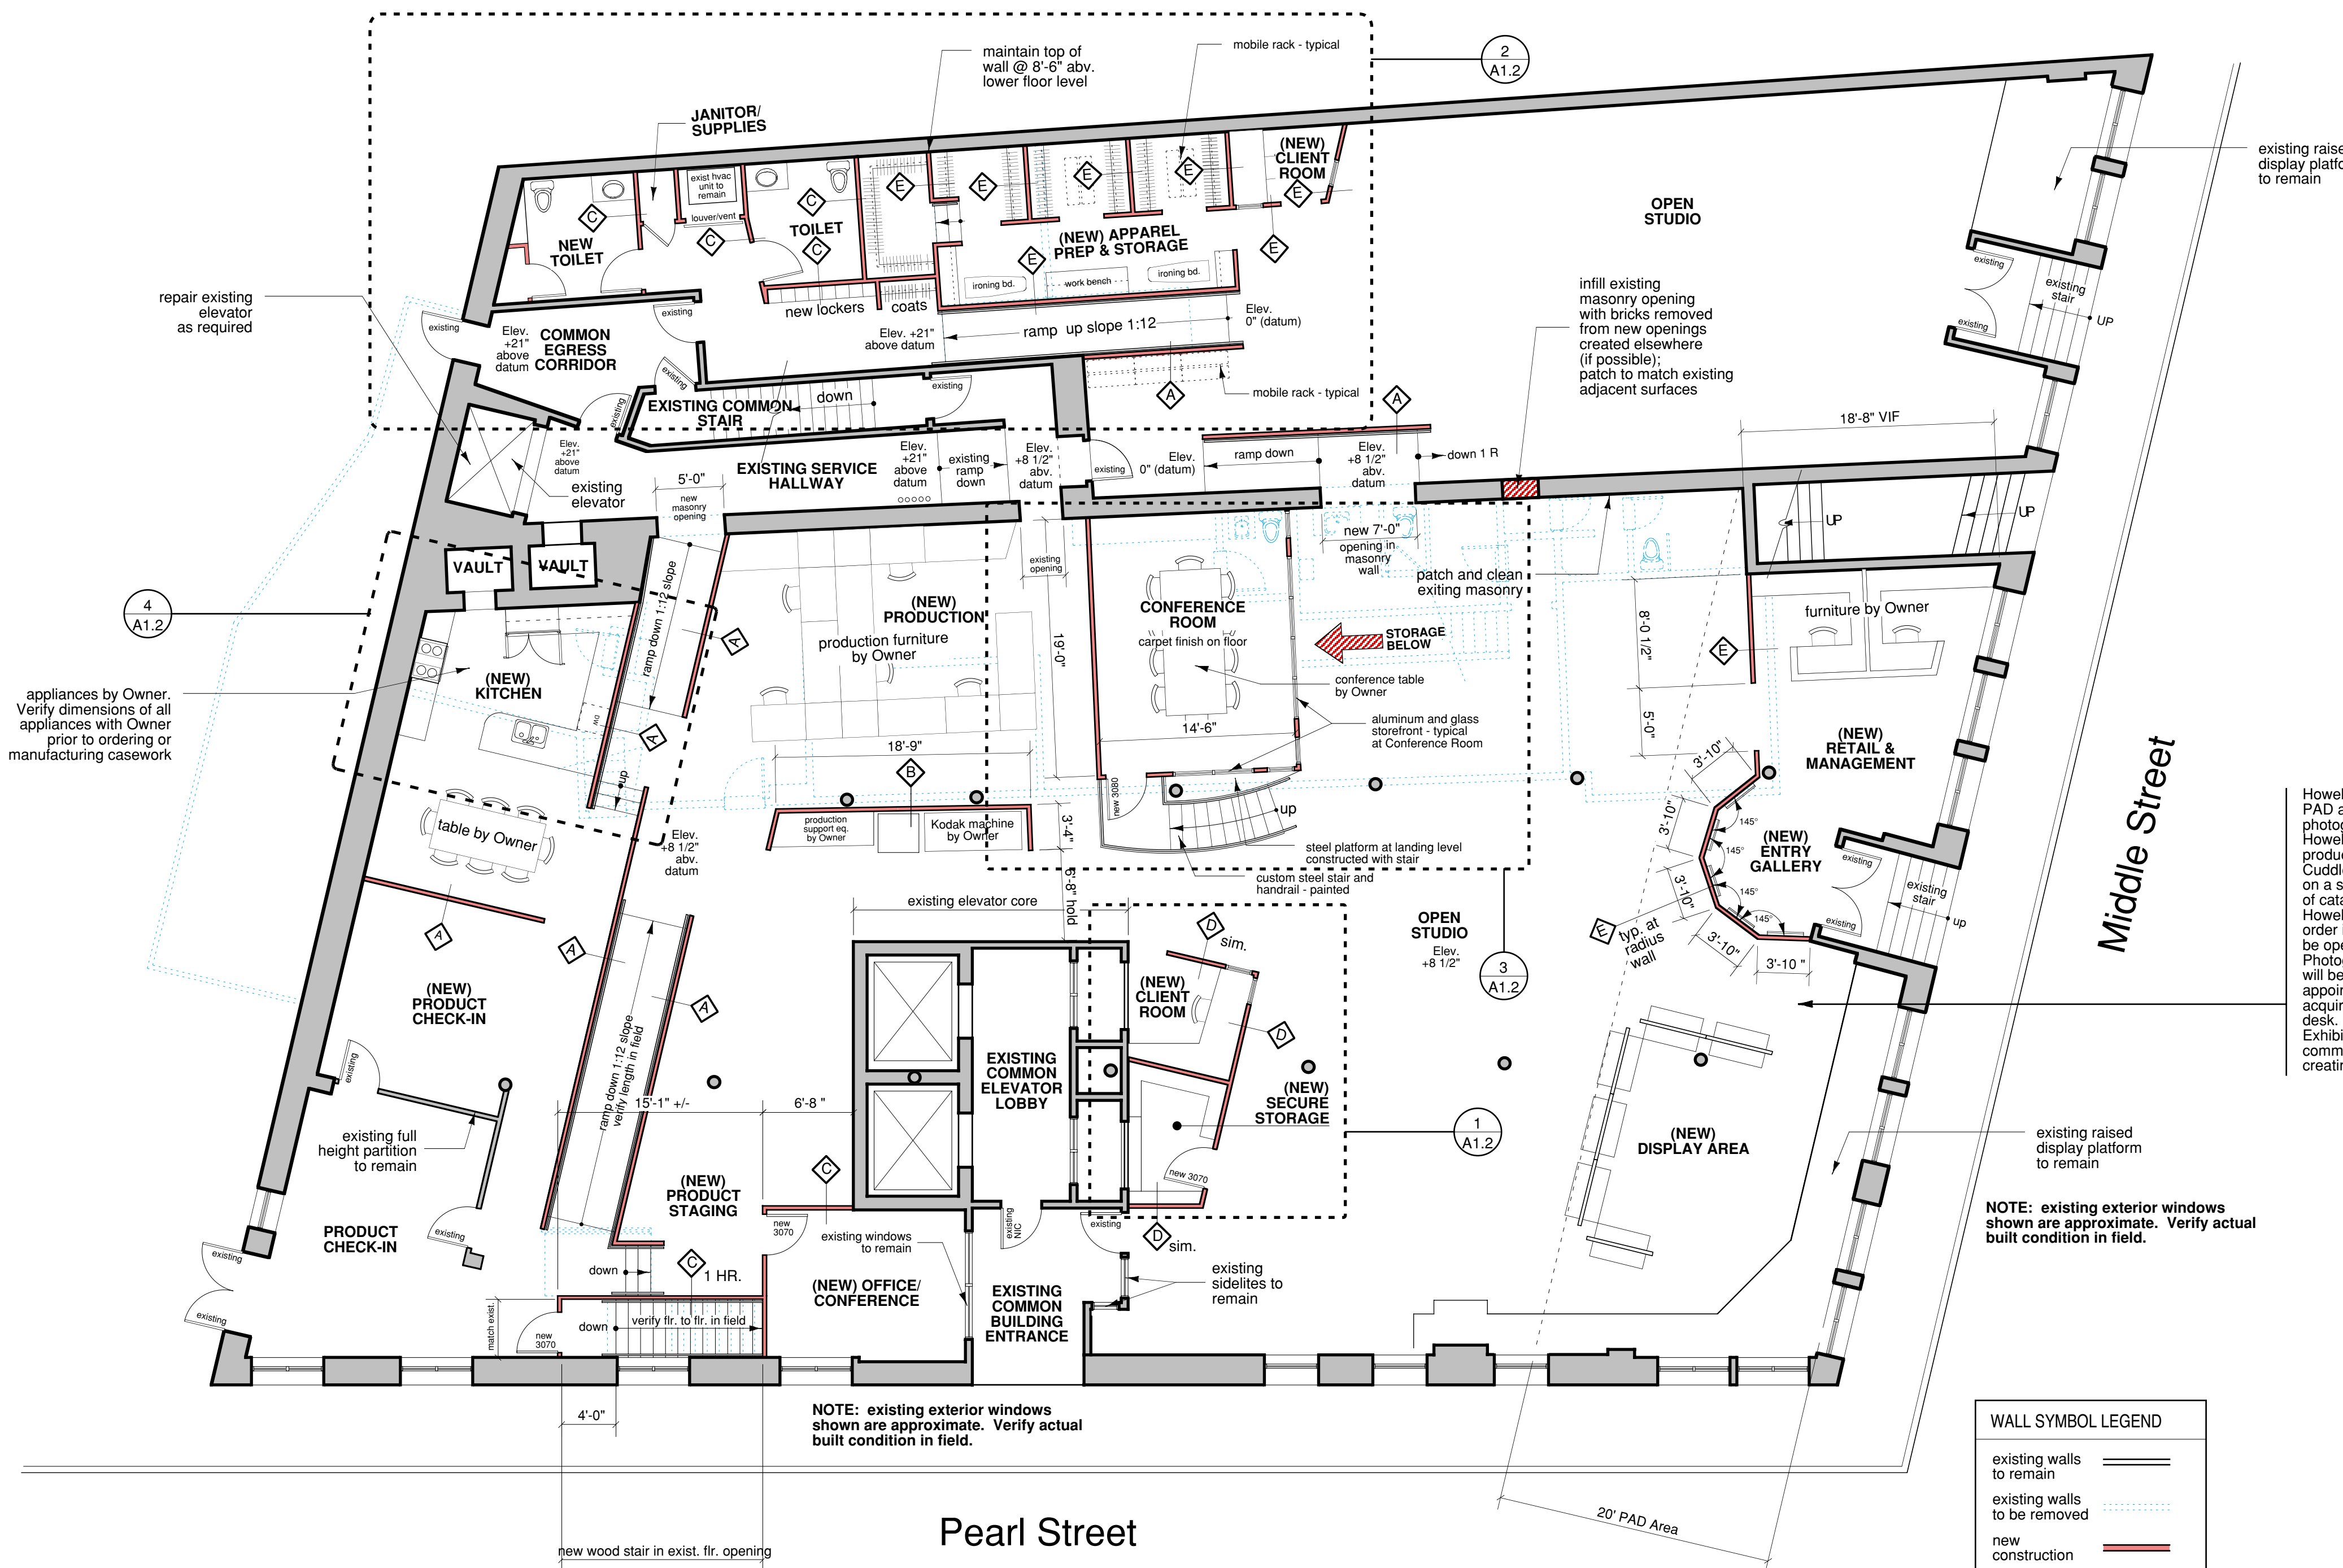 2
A1.2
maintain top of
wall @ 8'-6" abv.
lower floor level
mobile rack - typical
JANITOR/
SUPPLIES
exist hvac
unit to
remain
louver/vent
C
C
C
C
NEW
TOILET
TOILET
E
E
E
E
(NEW)
CLIENT
ROOM
E
E
E
(NEW) APPAREL
PREP & STORAGE
ironing bd.
work bench
ironing bd.
new lockers
coats
OPEN
STUDIO
existing raise
display platfo
to remain
existing
existing
existing
stair
UP
repair existing
elevator
as required
existing
Elev.
+21"
above
datum
COMMON
EGRESS
CORRIDOR
existing
Elev. +21"
above datum
ramp up slope 1:12
Elev.
0" (datum)
infill existing
masonry opening
with bricks removed
from new openings
created elsewhere
(if possible);
patch to match existing
adjacent surfaces
existing
existing
existing
EXISTING COMMON
STAIR
down
mobile rack - typical
A
A
18'-8" VIF
Elev.
+21"
above
datum
existing
elevator
5'-0"
new
masonry
opening
EXISTING SERVICE
HALLWAY
Elev.
+21"
above
datum
existing
ramp
down
Elev.
+8 1/2"
abv.
datum
existing
Elev.
0" (datum)
ramp down
Elev.
+8 1/2"
abv.
datum
down 1 R
UP
UP
VAULT
VAULT
4
A1.2
ramp down 1:12 slope
A
A
(NEW)
PRODUCTION
production furniture
by Owner
existing
opening
19'-0"
CONFERENCE
ROOM
carpet finish on floor
new 7'-0"
opening in
masonry
wall
patch and clean
exiting masonry
STORAGE
BELOW
conference table
by Owner
aluminum and glass
storefront - typical
at Conference Room
14'-6"
8'-0 1/2"
5'-0"
E
furniture by Owner
(NEW)
RETAIL &
MANAGEMENT
appliances by Owner.
Verify dimensions of all
appliances with Owner
prior to ordering or
manufacturing casework
(NEW)
KITCHEN
DW
up
table by Owner
Elev.
+8 1/2"
abv.
datum
18'-9"
B
production
support eq.
by Owner
Kodak machine
by Owner
3'-4"
6'-8" hold
new 3080
up
steel platform at landing level
constructed with stair
custom steel stair and
handrail - painted
3'-10"
3'-10"
3'-10"
3'-10"
3'-10 "
145°
145°
145°
145°
(NEW)
ENTRY
GALLERY
existing
existing
existing
stair
up
E
typ. at
radius
wall
Middle Street
Howel
PAD a
photog
Howel
produc
Cuddle
on a s
of cata
Howel
order i
be ope
Photog
will be
appoin
acquir
desk.
Exhibi
comm
creatin
A
A
A
(NEW)
PRODUCT
CHECK-IN
ramp down 1:12 slope
verify length in field
existing elevator core
D
sim.
(NEW)
CLIENT
ROOM
D
OPEN
STUDIO
Elev.
+8 1/2"
3
A1.2
EXISTING
COMMON
ELEVATOR
LOBBY
(NEW)
SECURE
STORAGE
1
A1.2
(NEW)
DISPLAY AREA
existing
existing full
height partition
to remain
15'-1" +/-
6'-8 "
C
(NEW)
PRODUCT
STAGING
existing raised
display platform
to remain
NOTE: existing exterior windows
shown are approximate. Verify actual
built condition in field.
PRODUCT
CHECK-IN
existing
existing
existing
new
3070
existing windows
to remain
existing
NIC
existing
new 3070
D
sim.
down
C
1 HR.
(NEW) OFFICE/
CONFERENCE
EXISTING
COMMON
BUILDING
ENTRANCE
existing
sidelites to
remain
match exist.
new
3070
down
verify flr. to flr. in field
4'-0"
NOTE: existing exterior windows
shown are approximate. Verify actual
built condition in field.
Pearl Street
new wood stair in exist. flr. opening
20' PAD Area
WALL SYMBOL LEGEND
existing walls
to remain
existing walls
to be removed
new
construction